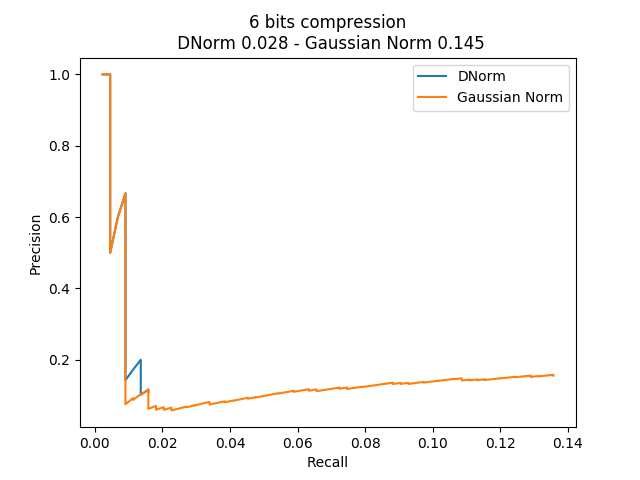 6 bits compression
DNorm 0.028 - Gaussian Norm 0.145
DNorm
Gaussian Norm
1.0
0.8
0.6
0.4
0.2
Precision
0.00 0.02 0.04 0.06 0.08 0.10 0.12 0.14
Recall